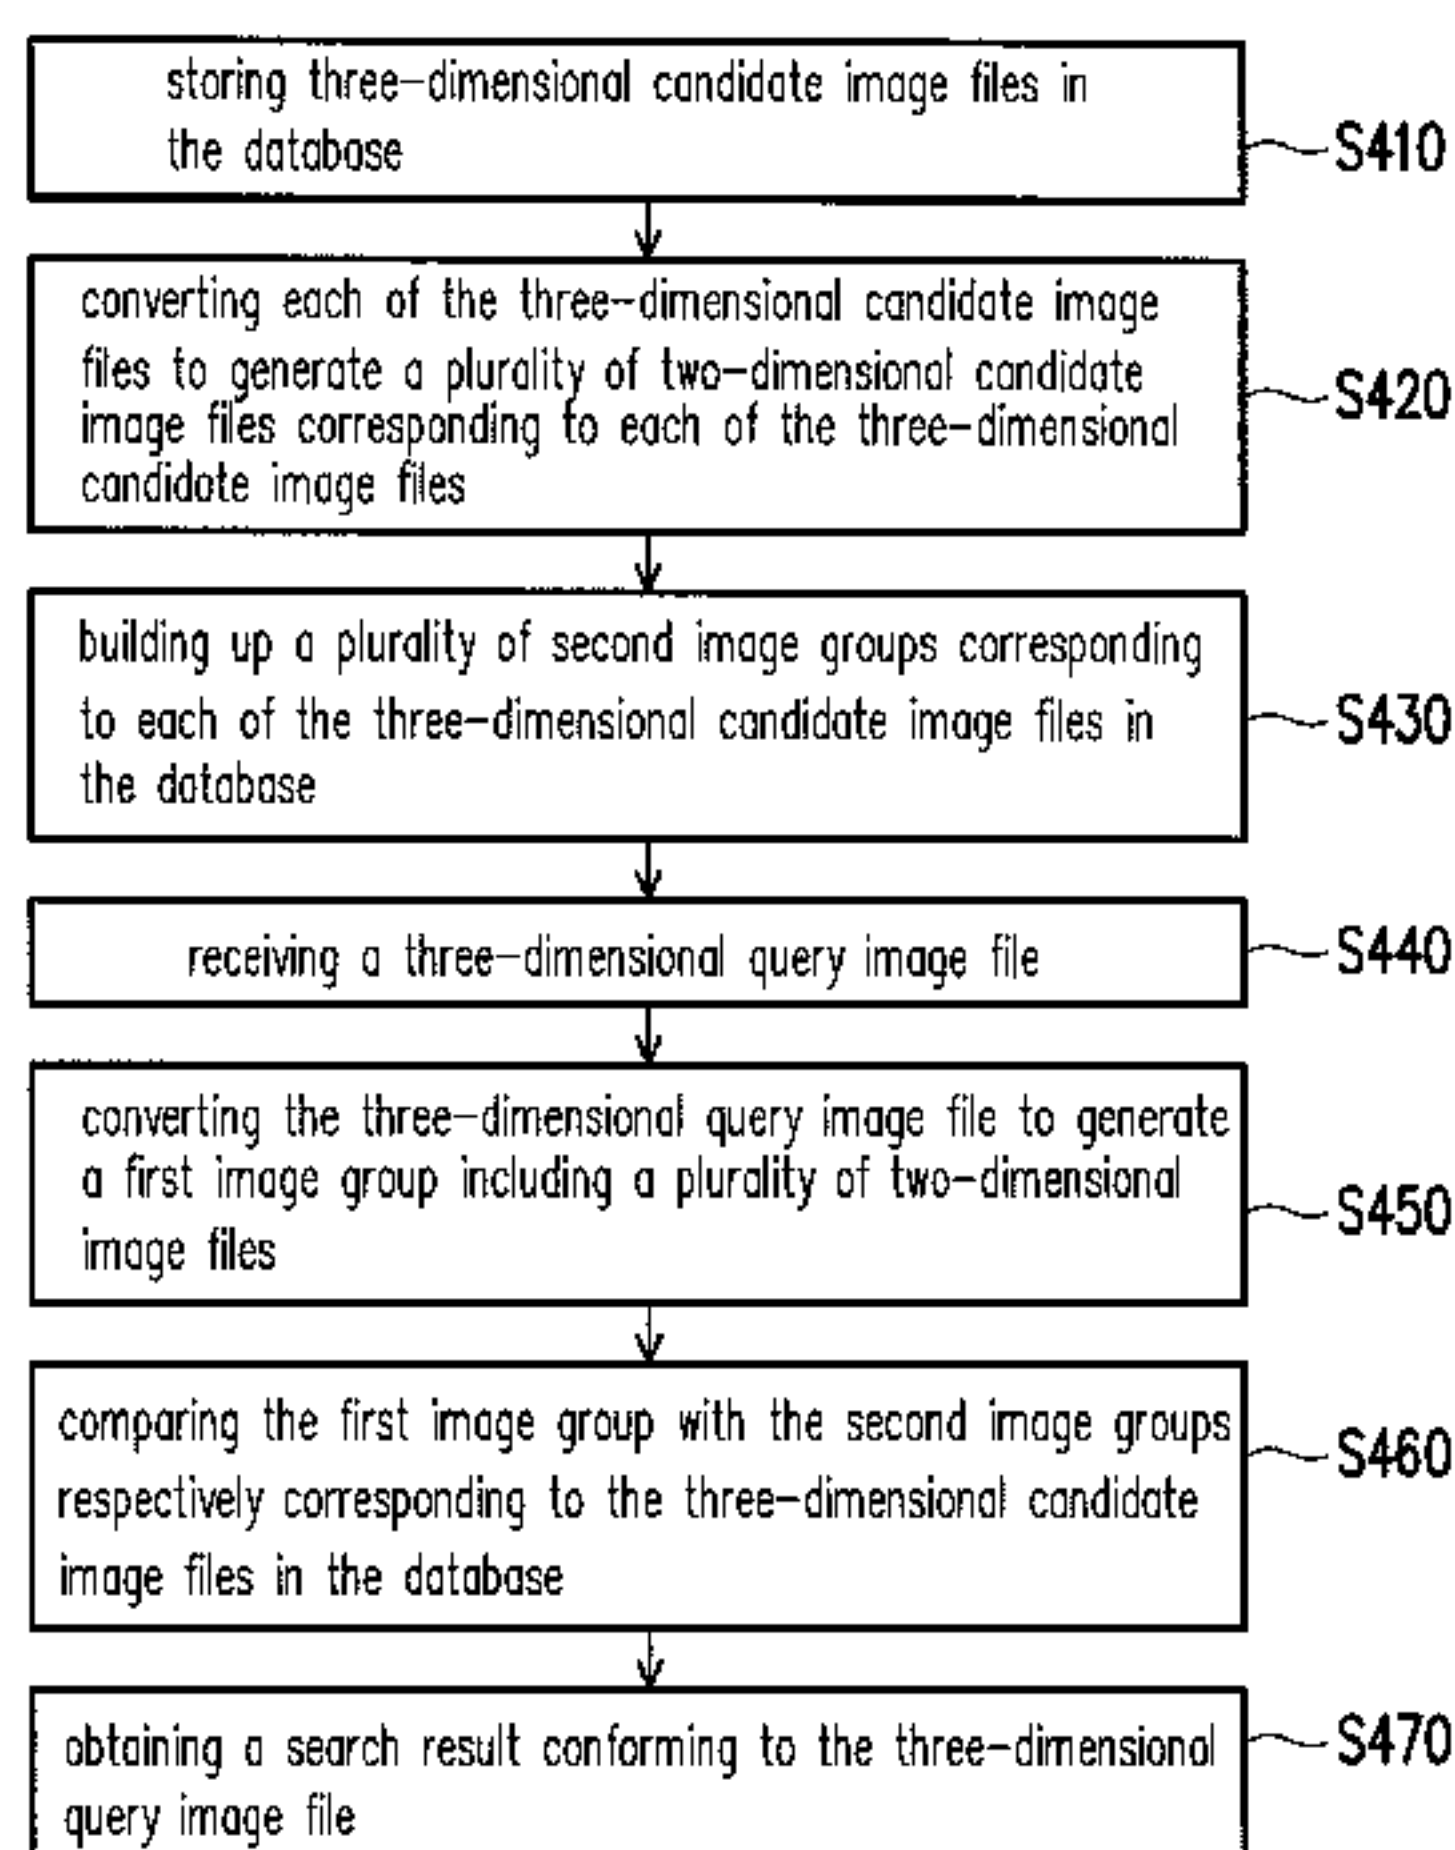 storing three-dimensional candidate image files in
the database
S410
converting each of the three-dimensional candidate image
files to generate a plurality of two-dimensional candidate
image files corresponding to each of the three-dimensional
candidate image files
S420
building up a plurality of second image groups corresponding
to each of the three-dimensional candidate image files in
the database
S430
receiving a three-dimensional query image file
S440
converting the three-dimensional query image file to generate
a first image group including a plurality of two-dimensional
image files
S450
comparing the first image group with the second image groups
respectively corresponding to the three-dimensional candidate
image files in the database
S460
obtaining a search result conforming to the three-dimensional
query image file
S470